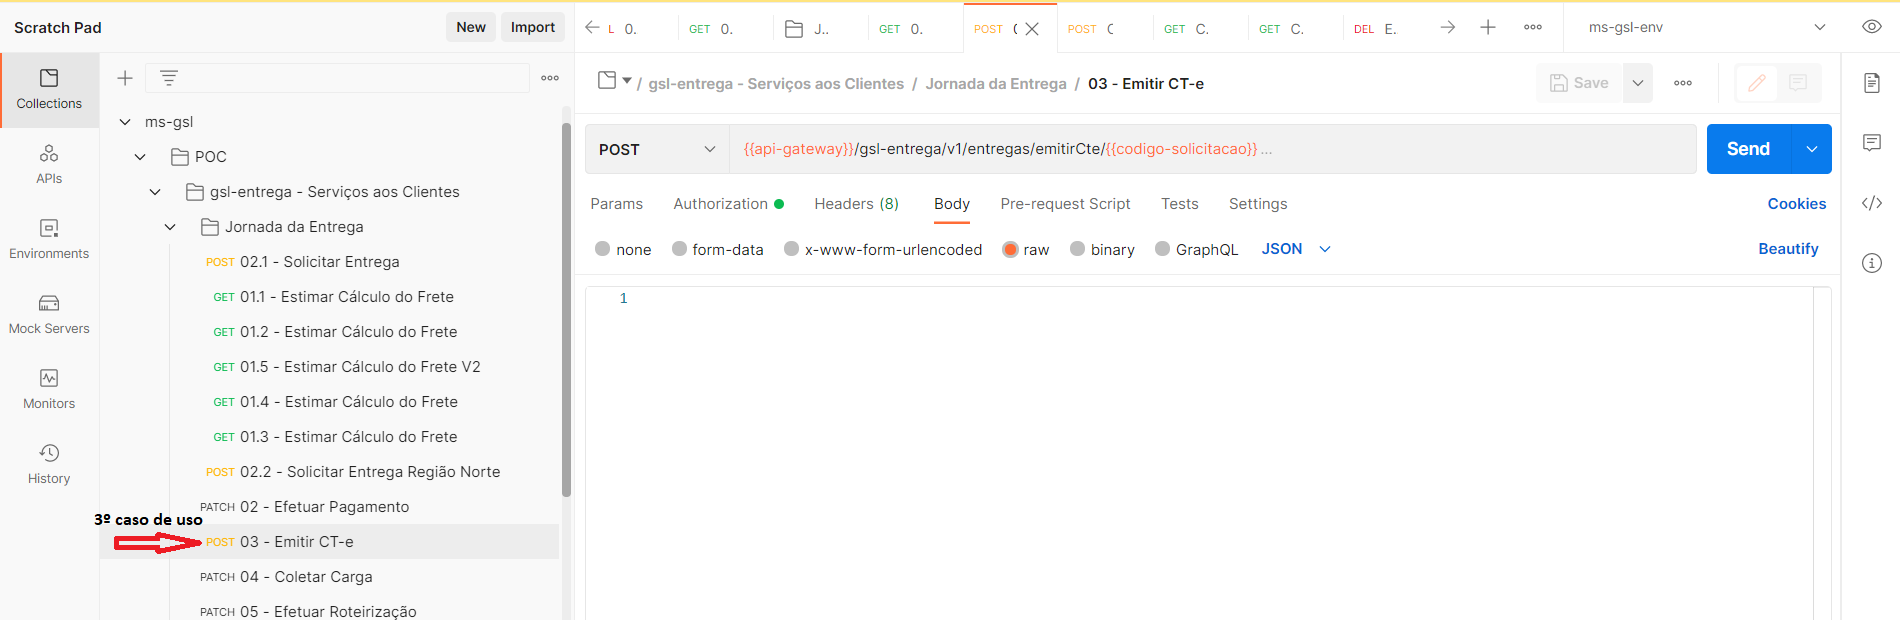 Scratch Pad
New
Import
L 0.
GET 0.
J..
GET 0.
POST
POST
GET C.
GET C.
DEL E.
ms-gsl-env
Collections
APIs
Environments
Mock Servers
Monitors
History
ms-gsl
POC
gsl-entrega - Serviços aos Clientes
Jornada da Entrega
POST 02.1 - Solicitar Entrega
GET 01.1 - Estimar Cálculo do Frete
GET 01.2 - Estimar Cálculo do Frete
GET 01.5 - Estimar Cálculo do Frete V2
GET 01.4 - Estimar Cálculo do Frete
GET 01.3 - Estimar Cálculo do Frete
POST 02.2 - Solicitar Entrega Região Norte
PATCH 02 - Efetuar Pagamento
3º caso de uso
POST 03 - Emitir CT-e
PATCH 04 - Coletar Carga
PATCH 05 - Efetuar Roteirização
/ gsl-entrega - Serviços aos Clientes / Jornada da Entrega / 03 - Emitir CT-e
Save
POST
{{api-gateway}}/gsl-entrega/v1/entregas/emitirCte/{{codigo-solicitacao}} ...
Send
Params
Authorization
Headers (8)
Body
Pre-request Script
Tests
Settings
Cookies
none
form-data
x-www-form-urlencoded
raw
binary
GraphQL
JSON
Beautify
1